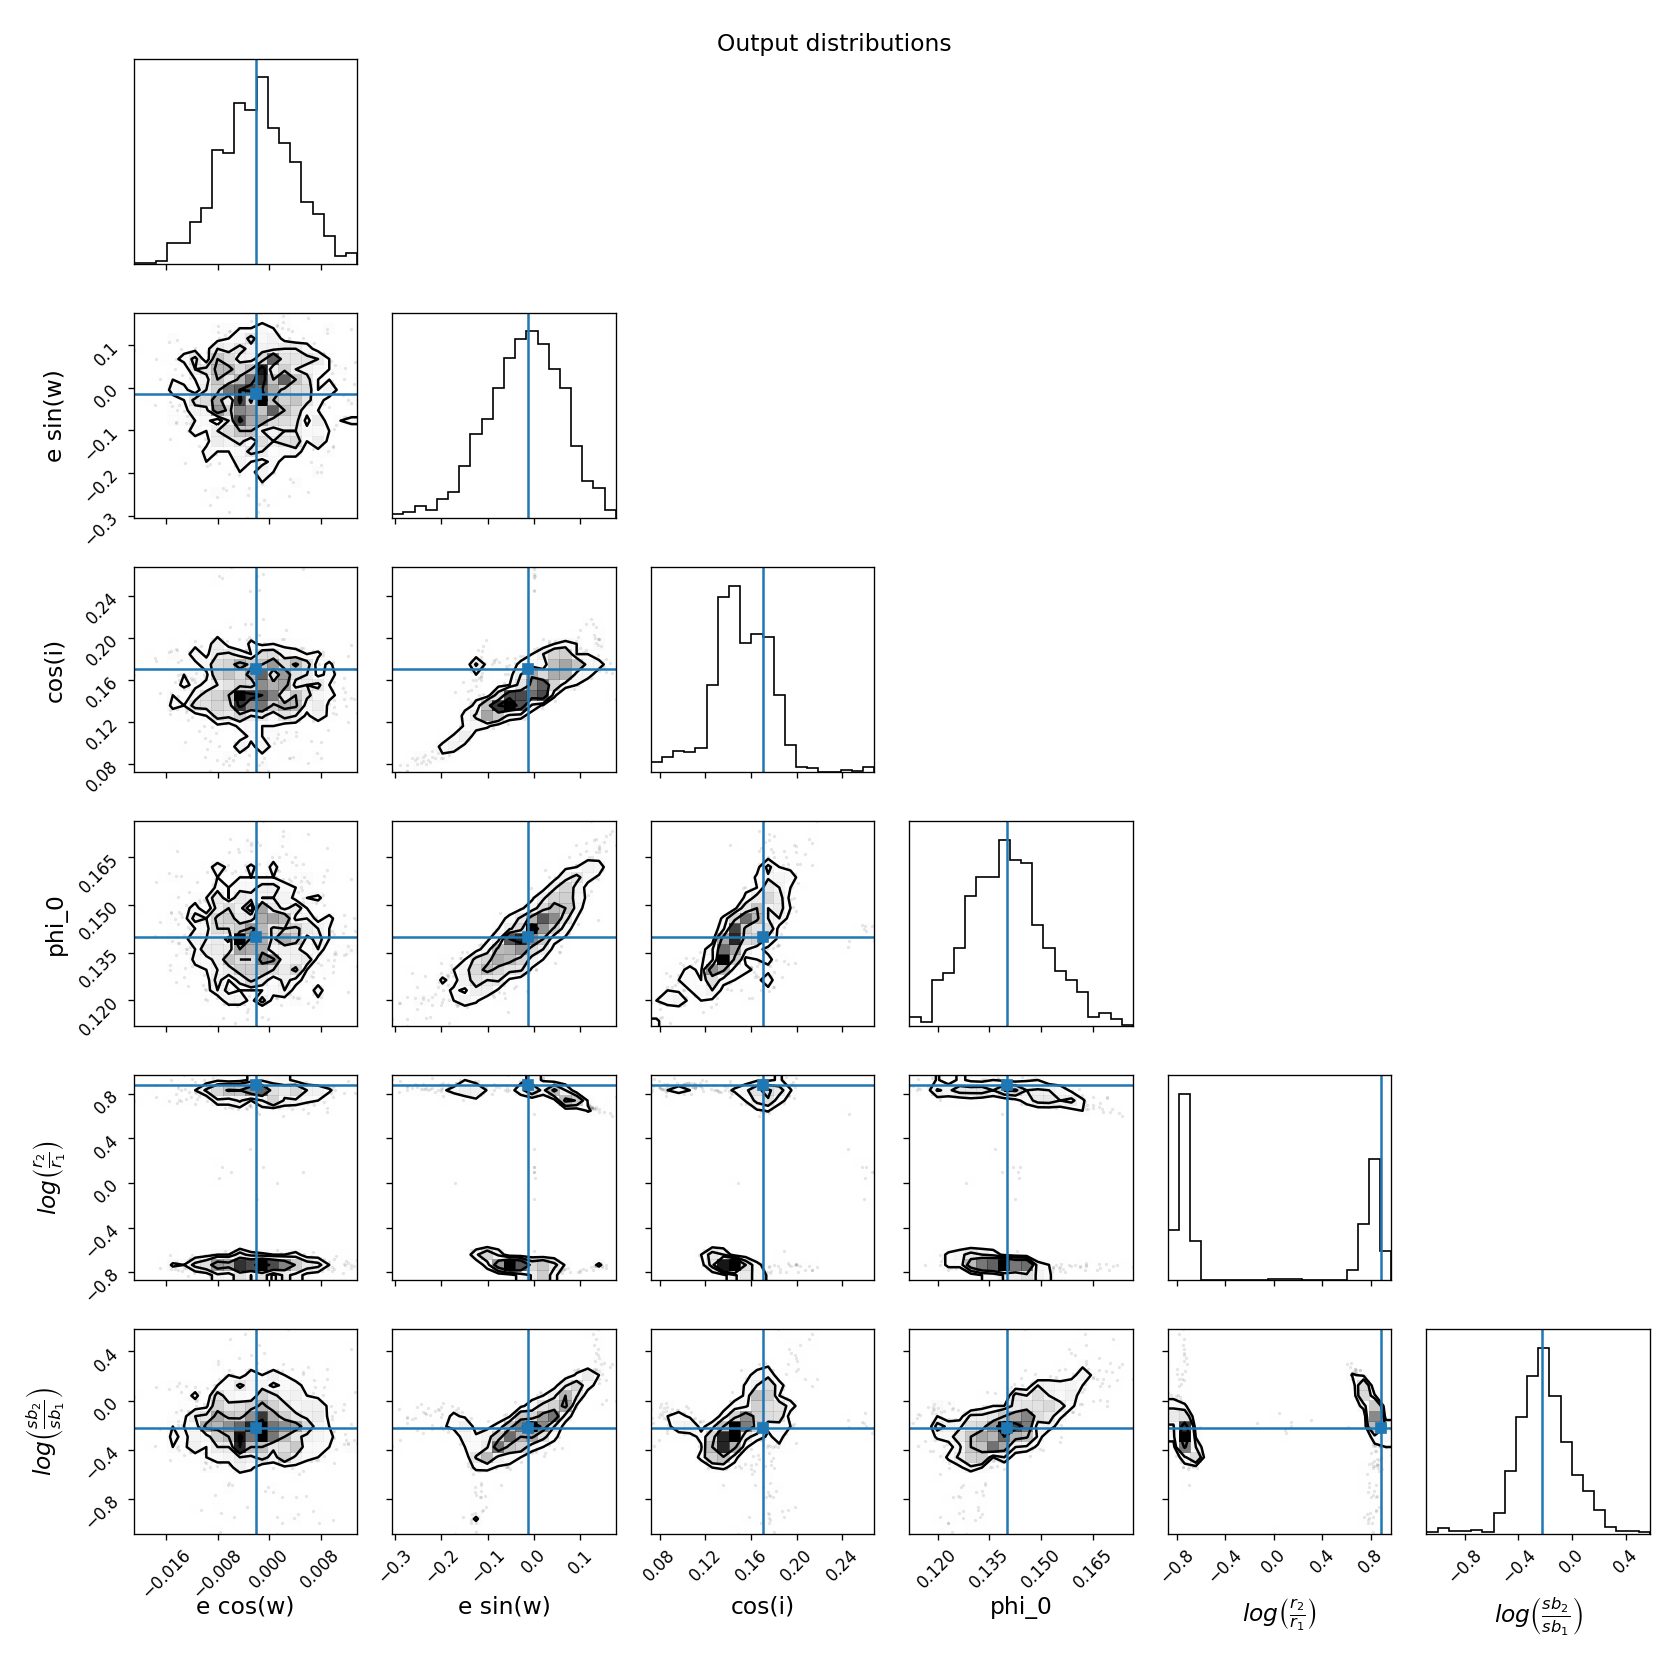 Output distributions
e sin(w)
0.1
0.0
−0.1
−0.2
−0.3
cos(i)
0.24
0.20
0.16
0.12
0.08
phi_0
0.165
0.150
0.135
0.120
log(r₂/r₁)
0.8
0.4
0.0
−0.4
−0.8
log(sb₂/sb₁)
0.4
0.0
−0.4
−0.8
−0.016 −0.008 0.000 0.008
e cos(w)
−0.3 −0.2 −0.1 0.0 0.1
e sin(w)
0.08 0.12 0.16 0.20 0.24
cos(i)
0.120 0.135 0.150 0.165
phi_0
−0.8 −0.4 0.0 0.4 0.8
log(r₂/r₁)
−0.8 −0.4 0.0 0.4
log(sb₂/sb₁)